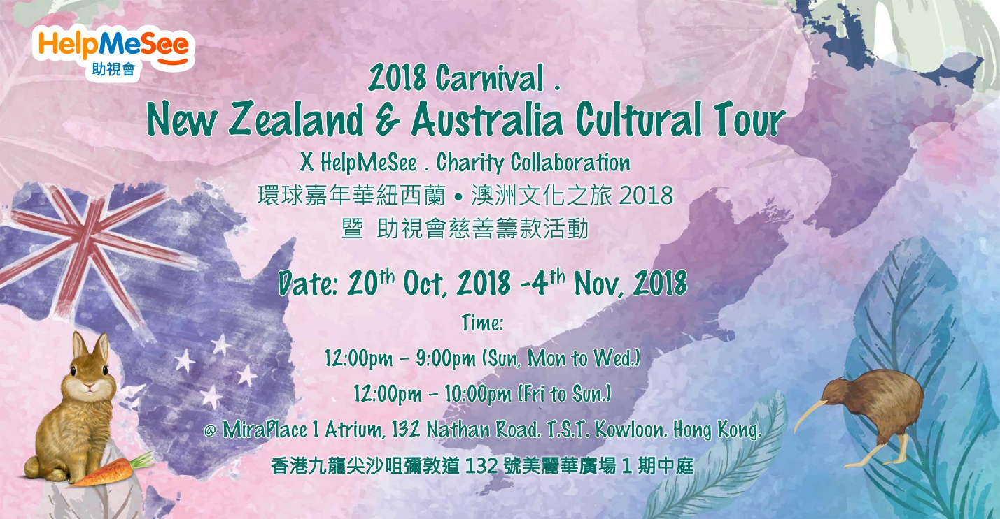 HelpMeSee
助視會
2018 Carnival .
New Zealand & Australia Cultural Tour
X HelpMeSee . Charity Collaboration
環球嘉年華紐西蘭 • 澳洲文化之旅 2018
暨 助視會慈善籌款活動
Date: 20th Oct, 2018 -4th Nov, 2018
Time:
12:00pm – 9:00pm (Sun, Mon to Wed.)
12:00pm – 10:00pm (Fri to Sun.)
@ MiraPlace 1 Atrium, 132 Nathan Road. T.S.T. Kowloon. Hong Kong.
香港九龍尖沙咀彌敦道 132 號美麗華廣場 1 期中庭